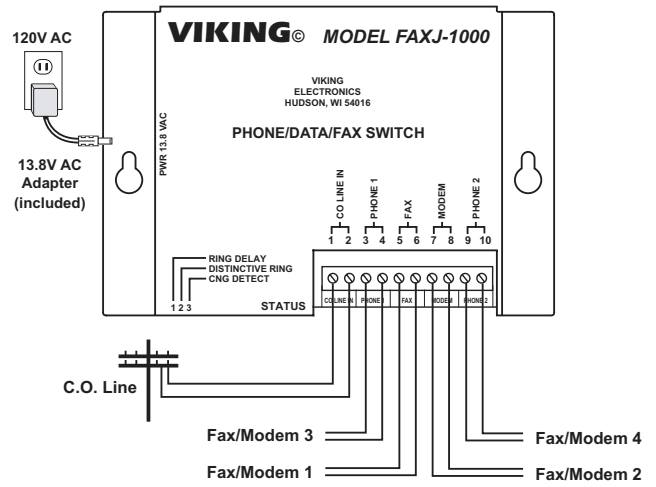 120V AC
VIKING© MODEL FAXJ-1000
VIKING
ELECTRONICS
HUDSON, WI 54016
PHONE/DATA/FAX SWITCH
PWR 13.8 VAC
13.8V AC
Adapter
(included)
CO LINE IN
PHONE 1
FAX
MODEM
PHONE 2
1 2 3 4 5 6 7 8 9 10
RING DELAY
DISTINCTIVE RING
CNG DETECT
1 2 3
STATUS
CO LINE IN PHONE 1 FAX MODEM PHONE 2
C.O. Line
Fax/Modem 3
Fax/Modem 4
Fax/Modem 1
Fax/Modem 2